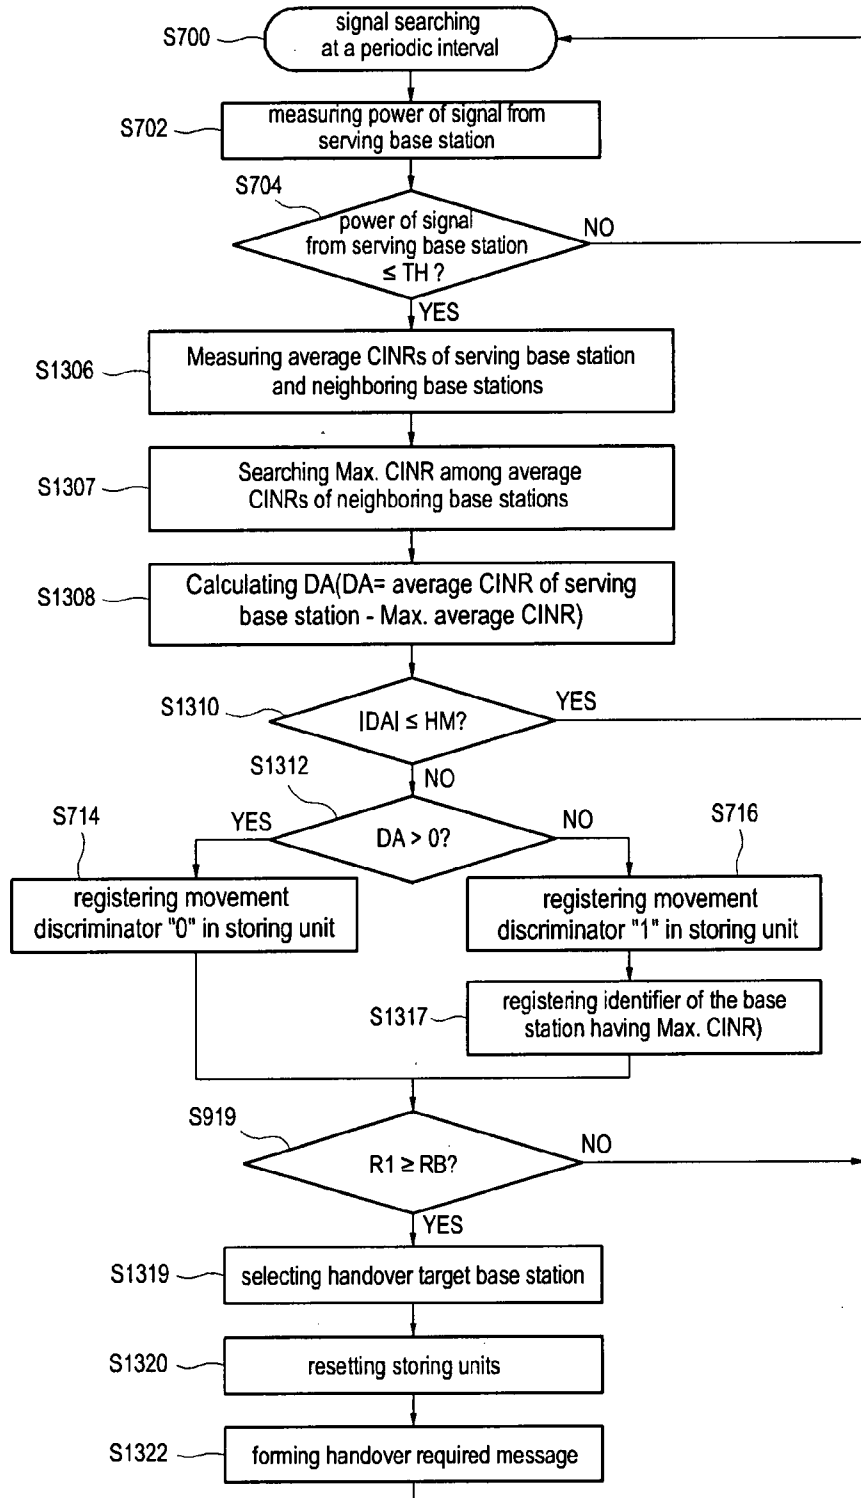 S700
signal searching
at a periodic interval
S702
measuring power of signal from
serving base station
S704
power of signal
from serving base station
≤ TH ?
NO
YES
S1306
Measuring average CINRs of serving base station
and neighboring base stations
S1307
Searching Max. CINR among average
CINRs of neighboring base stations
S1308
Calculating DA(DA= average CINR of serving
base station - Max. average CINR)
S1310
|DA| ≤ HM?
YES
NO
S1312
DA > 0?
YES
NO
S714
registering movement
discriminator "0" in storing unit
S716
registering movement
discriminator "1" in storing unit
S1317
registering identifier of the base
station having Max. CINR)
S919
R1 ≥ RB?
NO
YES
S1319
selecting handover target base station
S1320
resetting storing units
S1322
forming handover required message